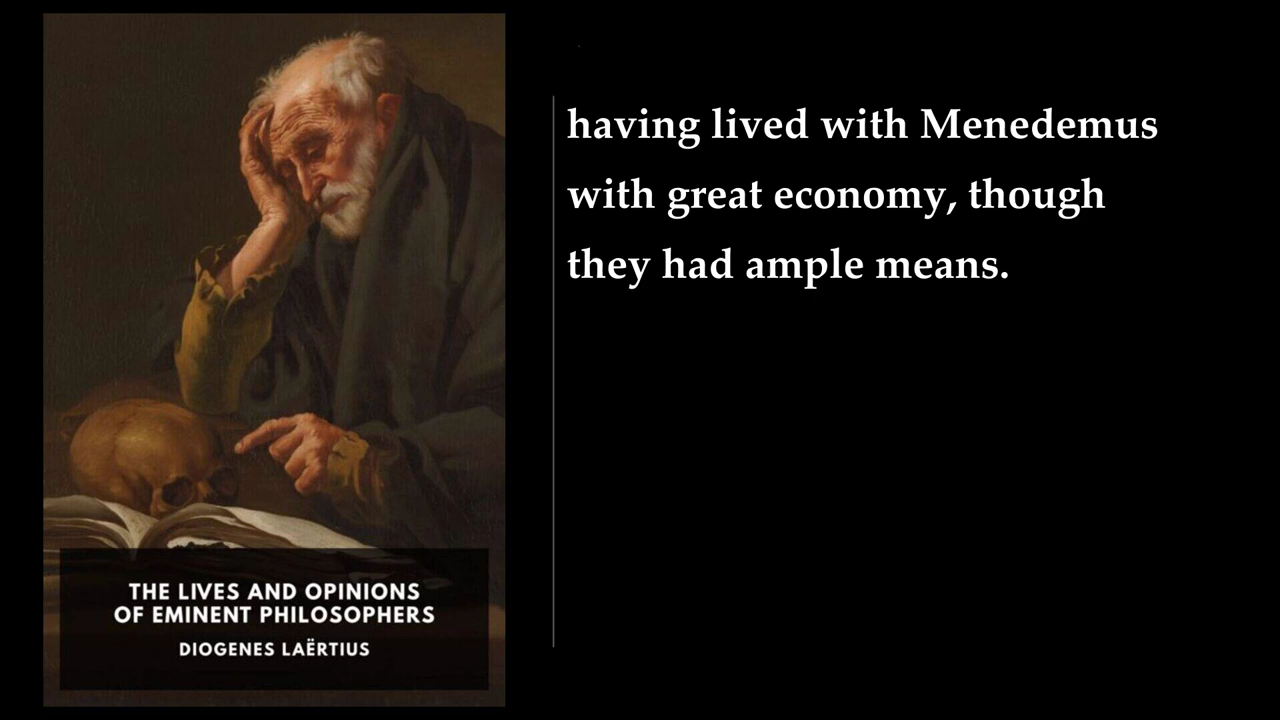 having lived with Menedemus
with great economy, though
they had ample means.
THE LIVES AND OPINIONS
OF EMINENT PHILOSOPHERS
DIOGENES LAËRTIUS